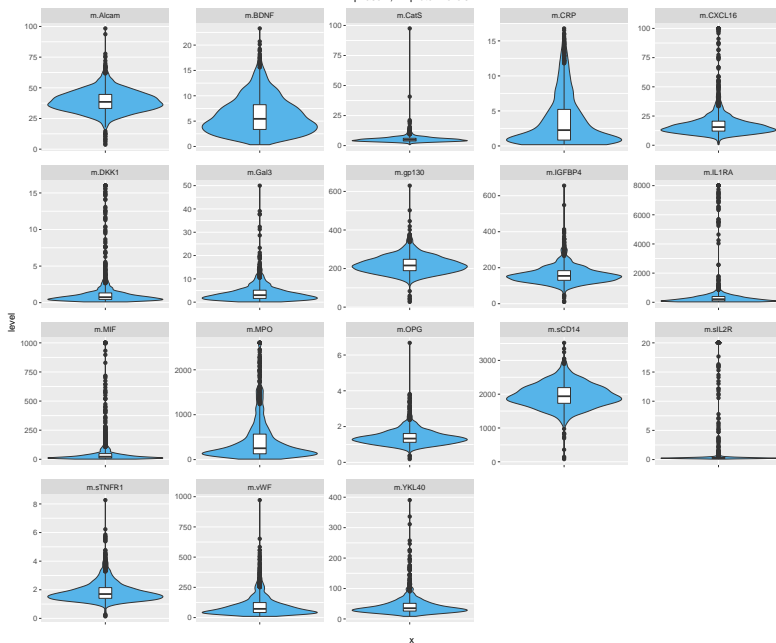 m.Alcam m.BDNF m.CatS m.CRP m.CXCL16
100 75 50 25 0
20 15 10 5 0
100 75 50 25 0
15 10 5 0
100 75 50 25 0
m.DKK1 m.Gal3 m.gp130 m.IGFBP4 m.IL1RA
15 10 5 0
50 40 30 20 10 0
600 400 200 0
600 400 200 0
8000 6000 4000 2000 0
level
m.MIF m.MPO m.OPG m.sCD14 m.sIL2R
1000 750 500 250 0
2000 1000 0
6 4 2 0
3000 2000 1000 0
20 15 10 5 0
m.sTNFR1 m.vWF m.YKL40
8 6 4 2 0
1000 750 500 250 0
400 300 200 100 0
x